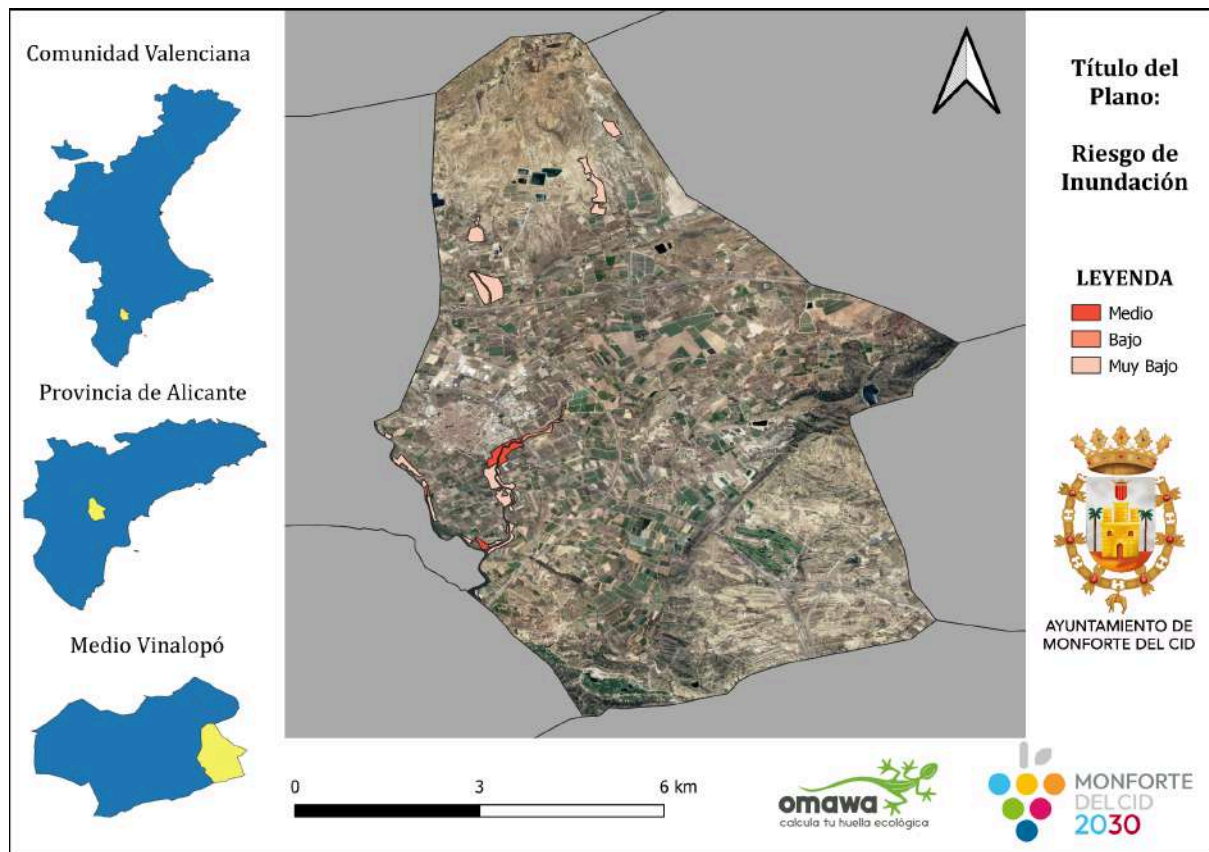 Comunidad Valenciana
Provincia de Alicante
Medio Vinalopó
0 3 6 km
omawa
calcula tu huella ecológica
MONFORTE
DEL CID
2030
Título del
Plano:
Riesgo de
Inundación
LEYENDA
Medio
Bajo
Muy Bajo
AYUNTAMIENTO DE
MONFORTE DEL CID